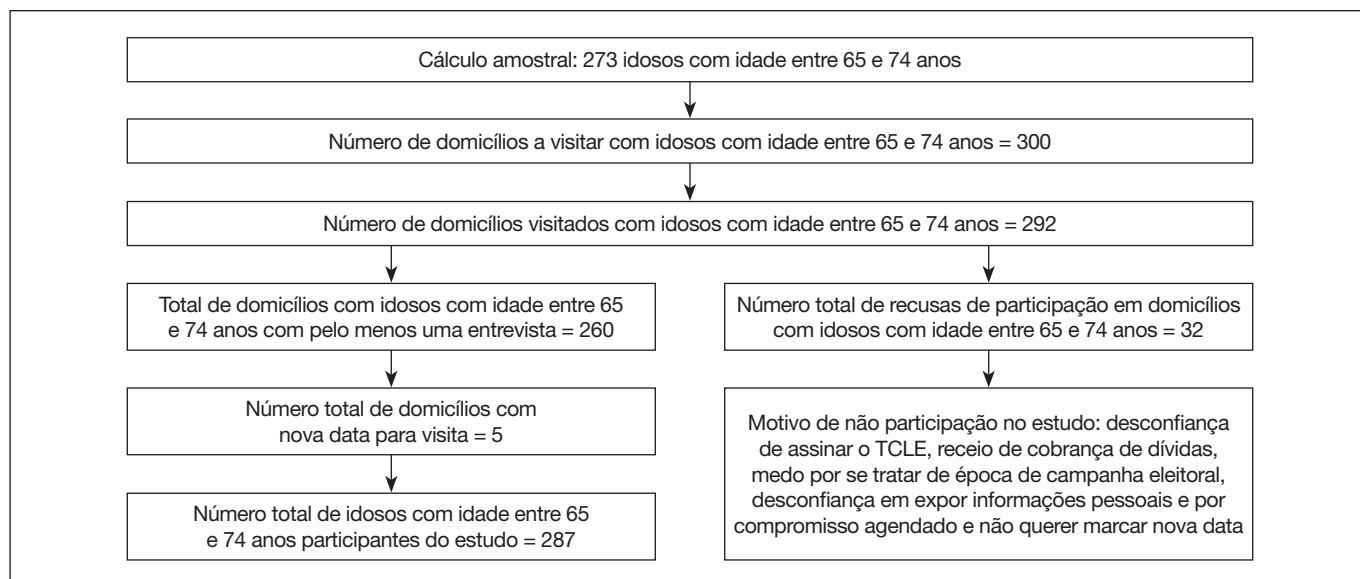 Cálculo amostral: 273 idosos com idade entre 65 e 74 anos
Número de domicílios a visitar com idosos com idade entre 65 e 74 anos = 300
Número de domicílios visitados com idosos com idade entre 65 e 74 anos = 292
Total de domicílios com idosos com idade entre 65
e 74 anos com pelo menos uma entrevista = 260
Número total de domicílios com
nova data para visita = 5
Número total de idosos com idade entre 65
e 74 anos participantes do estudo = 287
Número total de recusas de participação em domicílios
com idosos com idade entre 65 e 74 anos = 32
Motivo de não participação no estudo: desconfiança
de assinar o TCLE, receio de cobrança de dívidas,
medo por se tratar de época de campanha eleitoral,
desconfiança em expor informações pessoais e por
compromisso agendado e não querer marcar nova data